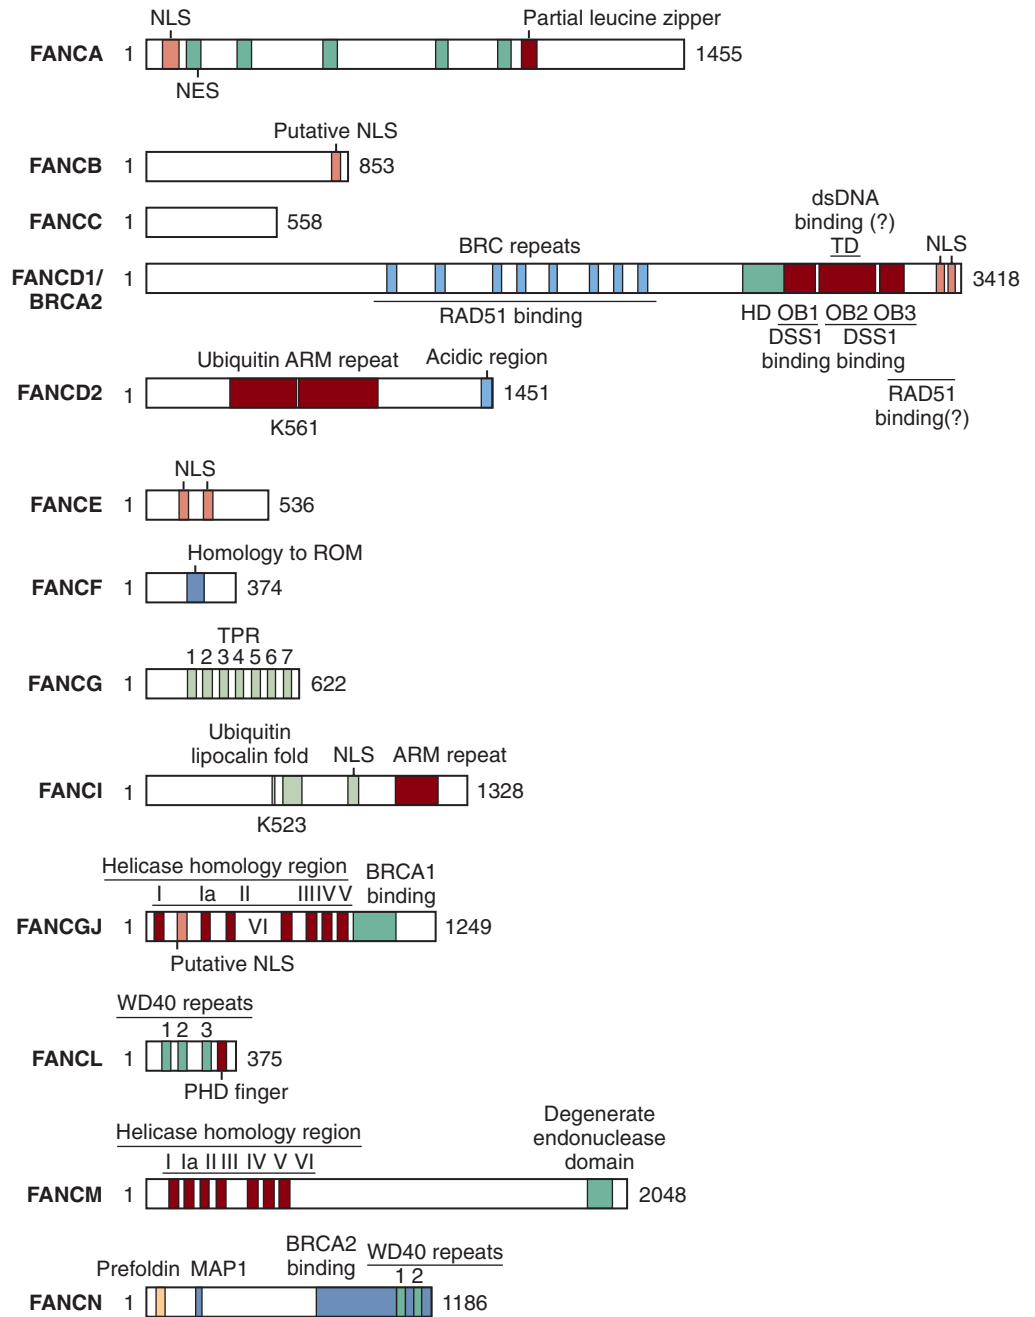 NLS
Partial leucine zipper
FANCA 1 1455
NES
Putative NLS
FANCB 1 853
FANCC 1 558
dsDNA
binding (?)
TD
BRC repeats
NLS
FANCD1/
BRCA2
1 3418
RAD51 binding
HD OB1 OB2 OB3
DSS1 DSS1
binding binding
RAD51
binding(?)
Ubiquitin ARM repeat
Acidic region
FANCD2 1 1451
K561
NLS
FANCE 1 536
Homology to ROM
FANCF 1 374
TPR
1 2 3 4 5 6 7
FANCG 1 622
Ubiquitin
lipocalin fold
NLS
ARM repeat
FANCI 1 1328
K523
Helicase homology region
BRCA1
binding
I Ia II III IV V
FANCGJ 1 VI 1249
Putative NLS
WD40 repeats
1 2 3
FANCL 1 375
PHD finger
Helicase homology region
Degenerate
endonuclease
domain
I Ia II III IV V VI
FANCM 1 2048
Prefoldin
MAP1
BRCA2
binding
WD40 repeats
1 2
FANCN 1 1186